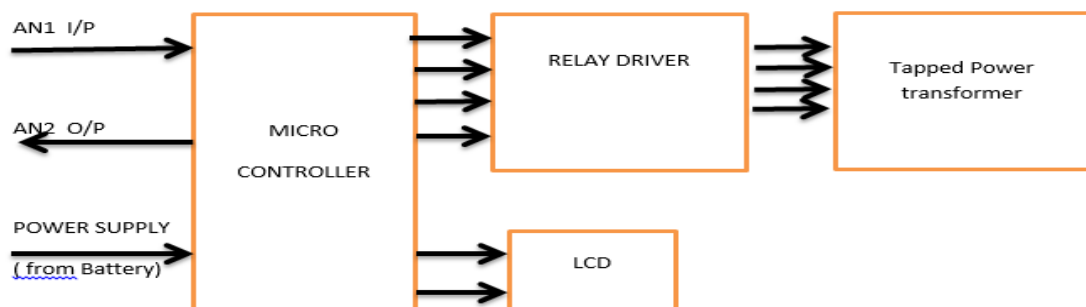 AN1 I/P
AN2 O/P
POWER SUPPLY
( from Battery)
MICRO
CONTROLLER
RELAY DRIVER
Tapped Power
transformer
LCD